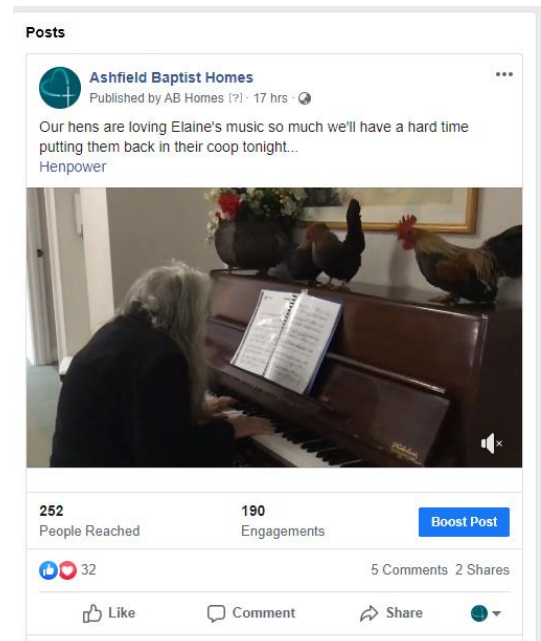 Posts
Ashfield Baptist Homes
Published by AB Homes [?] · 17 hrs ·
Our hens are loving Elaine's music so much we'll have a hard time
putting them back in their coop tonight...
Henpower
252
People Reached
190
Engagements
Boost Post
32
5 Comments 2 Shares
Like
Comment
Share